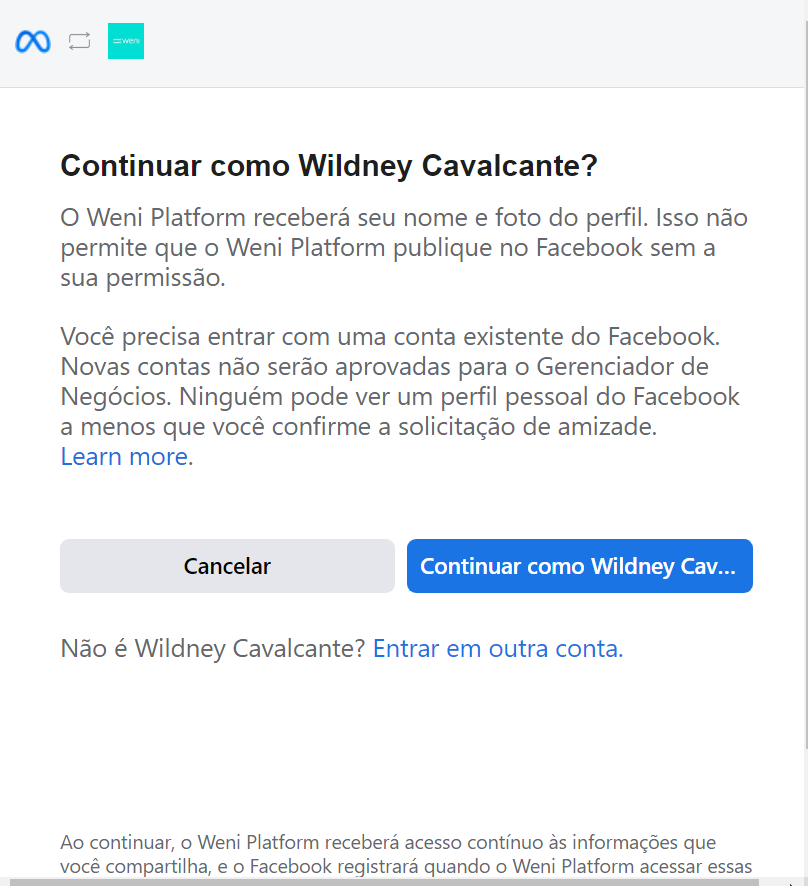 weni
Continuar como Wildney Cavalcante?
O Weni Platform receberá seu nome e foto do perfil. Isso não
permite que o Weni Platform publique no Facebook sem a
sua permissão.
Você precisa entrar com uma conta existente do Facebook.
Novas contas não serão aprovadas para o Gerenciador de
Negócios. Ninguém pode ver um perfil pessoal do Facebook
a menos que você confirme a solicitação de amizade.
Learn more.
Cancelar
Continuar como Wildney Cav...
Não é Wildney Cavalcante? Entrar em outra conta.
Ao continuar, o Weni Platform receberá acesso contínuo às informações que
você compartilha, e o Facebook registrará quando o Weni Platform acessar essas